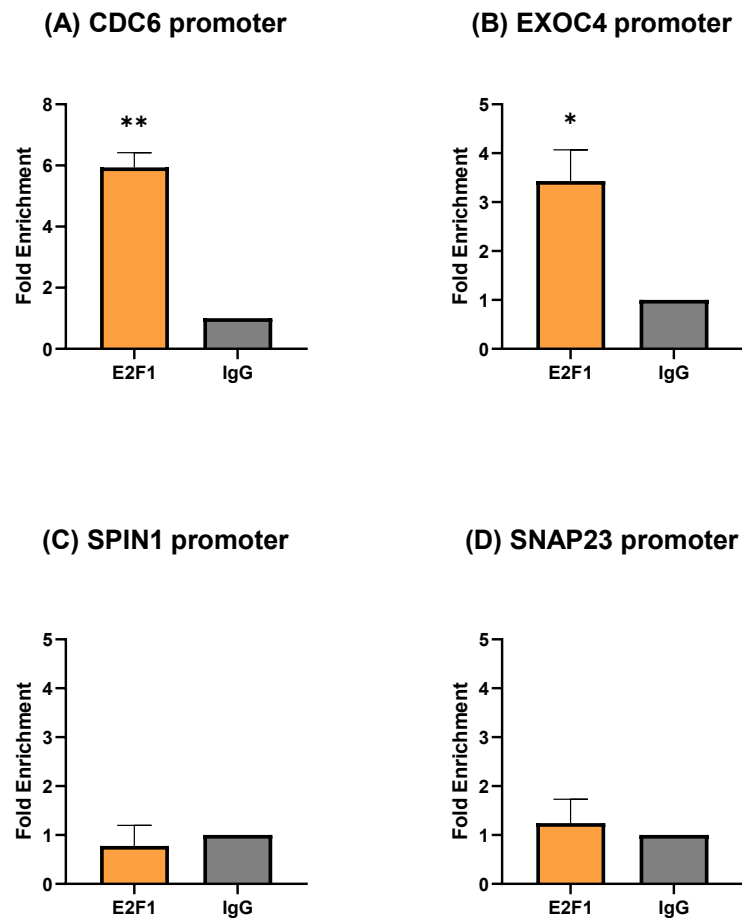 (A) CDC6 promoter
**
Fold Enrichment
8
6
4
2
0
E2F1
IgG
(B) EXOC4 promoter
*
Fold Enrichment
5
4
3
2
1
0
E2F1
IgG
(C) SPIN1 promoter
Fold Enrichment
5
4
3
2
1
0
E2F1
IgG
(D) SNAP23 promoter
Fold Enrichment
5
4
3
2
1
0
E2F1
IgG